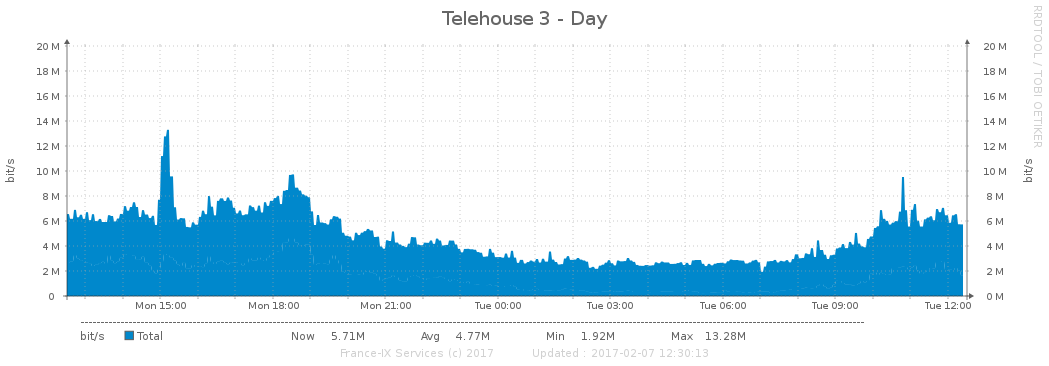 Telehouse 3 - Day
RRDTOOL / TOBI OETIKER
bit/s
20 M 20 M
18 M 18 M
16 M 16 M
14 M 14 M
12 M 12 M
10 M 10 M
8 M 8 M
6 M 6 M
4 M 4 M
2 M 2 M
0 0 M
bit/s
Mon 15:00 Mon 18:00 Mon 21:00 Tue 00:00 Tue 03:00 Tue 06:00 Tue 09:00 Tue 12:00
bit/s Total Now 5.71M Avg 4.77M Min 1.92M Max 13.28M
France-IX Services (c) 2017 Updated : 2017-02-07 12:30:13